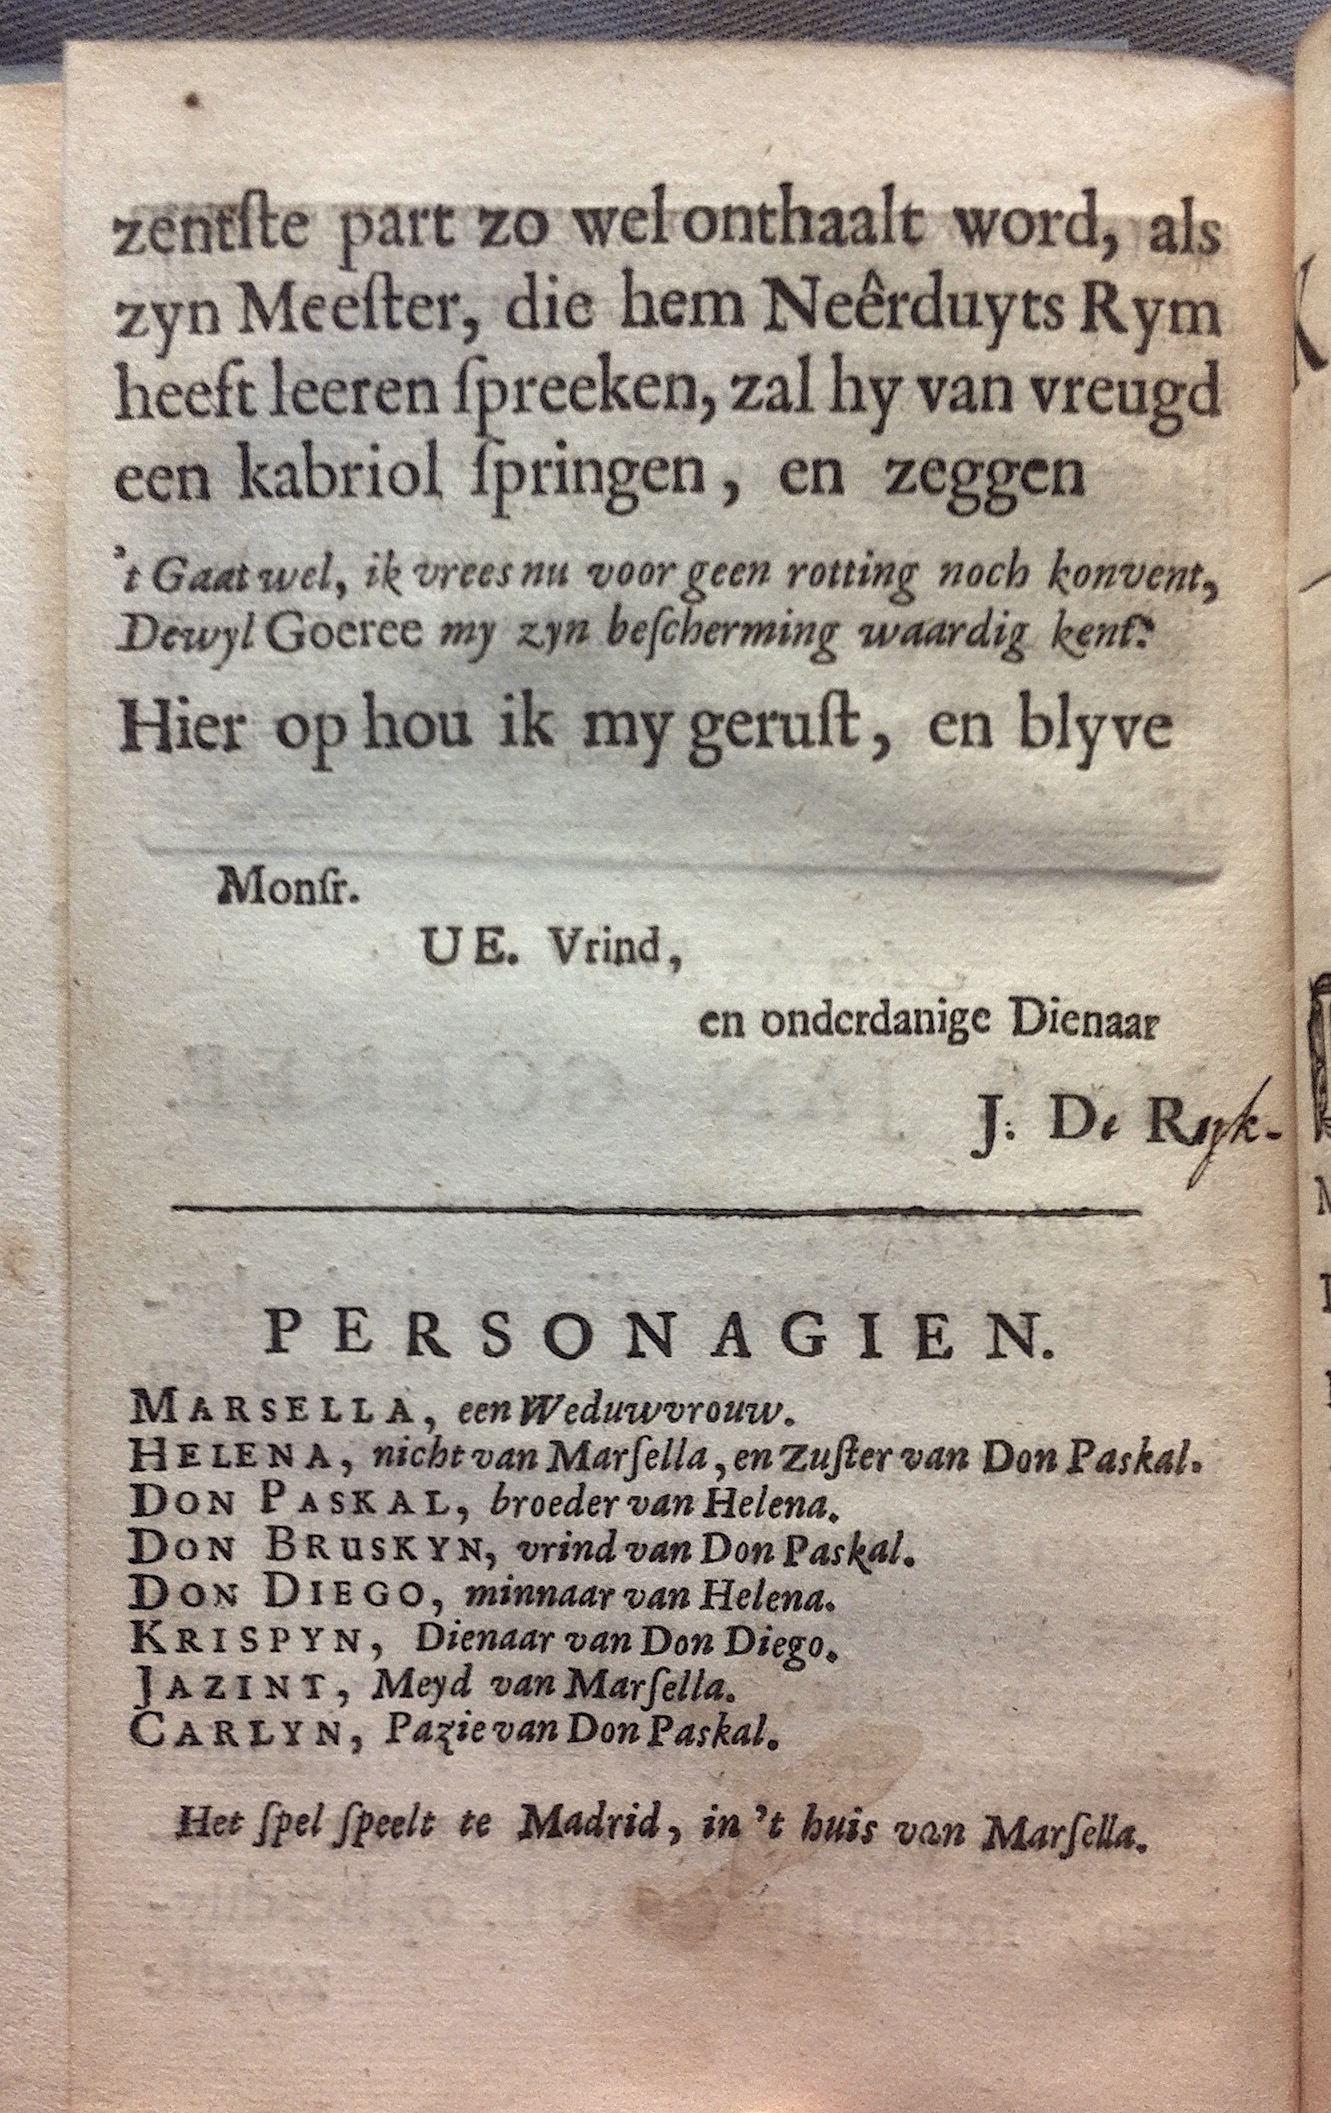 zentſte part zo wel onthaalt word, als
zyn Meeſter, die hem Neêrduyts Rym
heeft leeren ſpreeken, zal hy van vreugd
een kabriol ſpringen, en zeggen
't Gaat wel, ik vrees nu voor geen rotting noch konvent,
Dewyl Goeree my zyn beſcherming waardig kent.
Hier op hou ik my geruſt, en blyve
Monſr.
UE. Vrind,
en onderdanige Dienaar
J. De Ryk.
PERSONAGIEN.
MARSELLA, een Weduwvrouw.
HELENA, nicht van Marſella, en Zuſter van Don Paskal.
DON PASKAL, broeder van Helena.
DON BRUSKYN, vrind van Don Paskal.
DON DIEGO, minnaar van Helena.
KRISPYN, Dienaar van Don Diego.
JAZINT, Meyd van Marſella.
CARLYN, Pazie van Don Paskal.
Het ſpel ſpeelt te Madrid, in 't huis van Marſella.